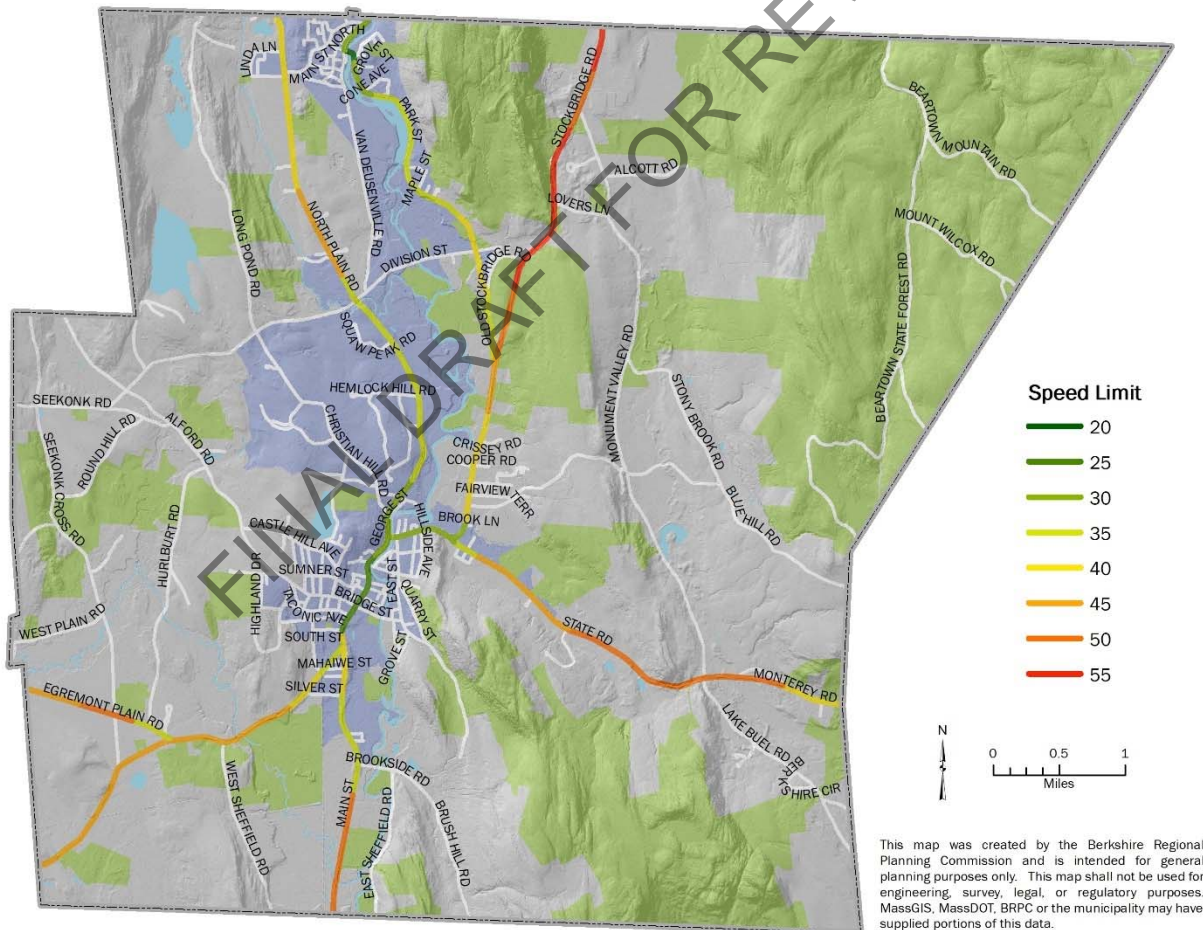 LINDA LN
MAIN ST
NORTH
GROVE ST
CONE AVE
PARK ST
VAN DEUSENVILLE RD
MAPLE ST
STOCKBRIDGE RD
ALCOTT RD
LOVERS LN
BEARTOWN MOUNTAIN RD
MOUNT WILCOX RD
LONG POND RD
NORTH PLAIN RD
DIVISION ST
STOCKBRIDGE RD
OLD STOCKBRIDGE RD
BEARTOWN STATE FOREST RD
SQUAW PEAK RD
MONUMENT VALLEY RD
HEMLOCK HILL RD
STONY BROOK RD
SEEKONK RD
ROUND HILL RD
ALFORD RD
CHRISTIAN HILL RD
CRISSEY RD
COOPER RD
SEEKONK CROSS RD
FAIRVIEW TERR
BLUE HILL RD
HURLBURT RD
GEORGE ST
HILLSIDE AVE
BROOK LN
CASTLE HILL AVE
SUMNER ST
HIGHLAND DR
EAST ST
QUARRY ST
TACONIC AVE
BRIDGE ST
WEST PLAIN RD
SOUTH ST
STATE RD
MAHAIWE ST
GROVE ST
SILVER ST
MONTEREY RD
EGREMONT PLAIN RD
LAKE BUEL RD
BERKSHIRE CIR
BROOKSIDE RD
WEST SHEFFIELD RD
MAIN ST
EAST SHEFFIELD RD
BRUSH HILL RD
FINAL DRAFT FOR RE
Speed Limit
20
25
30
35
40
45
50
55
N
0 0.5 1
Miles
This map was created by the Berkshire Regional
Planning Commission and is intended for general
planning purposes only. This map shall not be used for
engineering, survey, legal, or regulatory purposes.
MassGIS, MassDOT, BRPC or the municipality may have
supplied portions of this data.